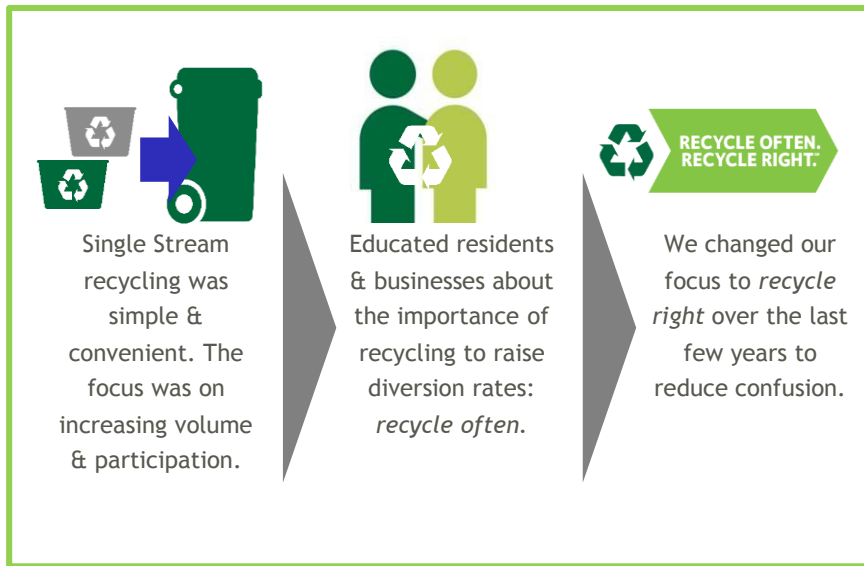 Single Stream
recycling was
simple &
convenient. The
focus was on
increasing volume
& participation.
Educated residents
& businesses about
the importance of
recycling to raise
diversion rates:
recycle often.
RECYCLE OFTEN.
RECYCLE RIGHT.™
We changed our
focus to recycle
right over the last
few years to
reduce confusion.